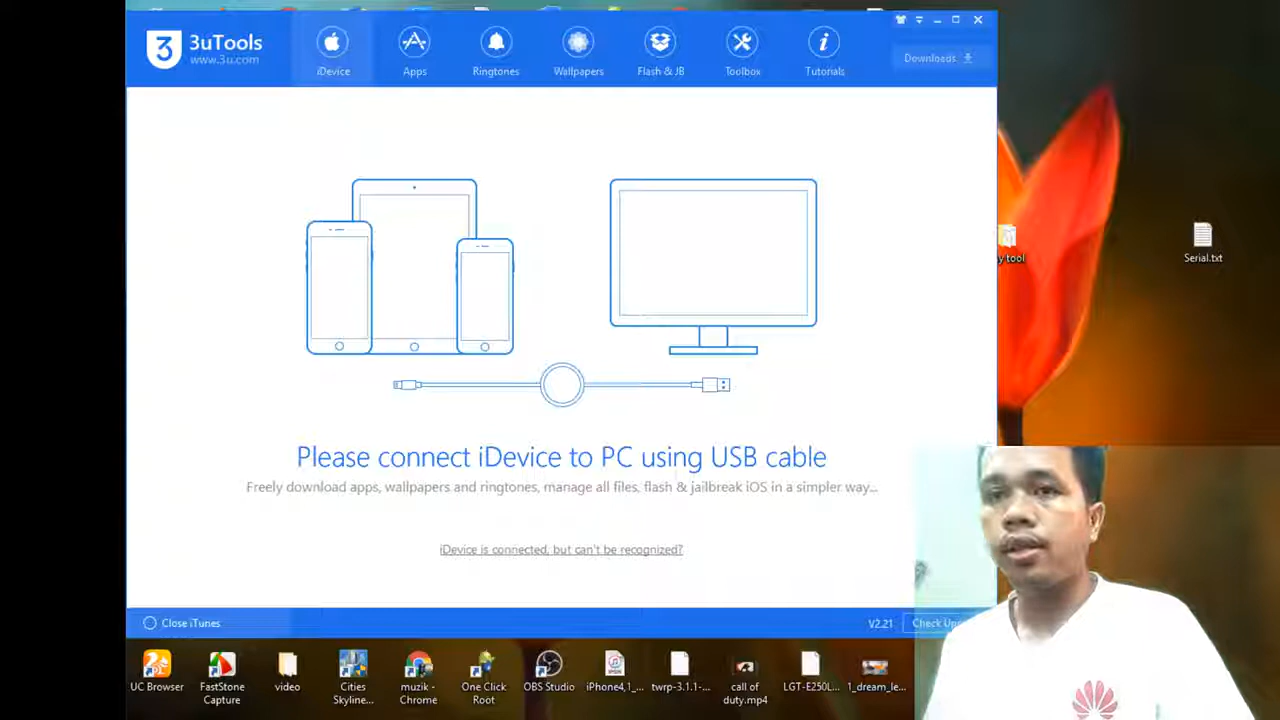 3
3uTools
www.3u.com
iDevice
Apps
Ringtones
Wallpapers
Flash & JB
Toolbox
Tutorials
Downloads
Please connect iDevice to PC using USB cable
Freely download apps, wallpapers and ringtones, manage all files, flash & jailbreak iOS in a simpler way...
iDevice is connected, but can't be recognized?
Close iTunes
V2.21
Check Up
y tool
Serial.txt
UC Browser
FastStone
Capture
video
Cities
Skyline...
muzik -
Chrome
One Click
Root
OBS Studio
iPhone4,1_...
twrp-3.1.1-...
call of
duty.mp4
LGT-E250L...
1_dream_le...